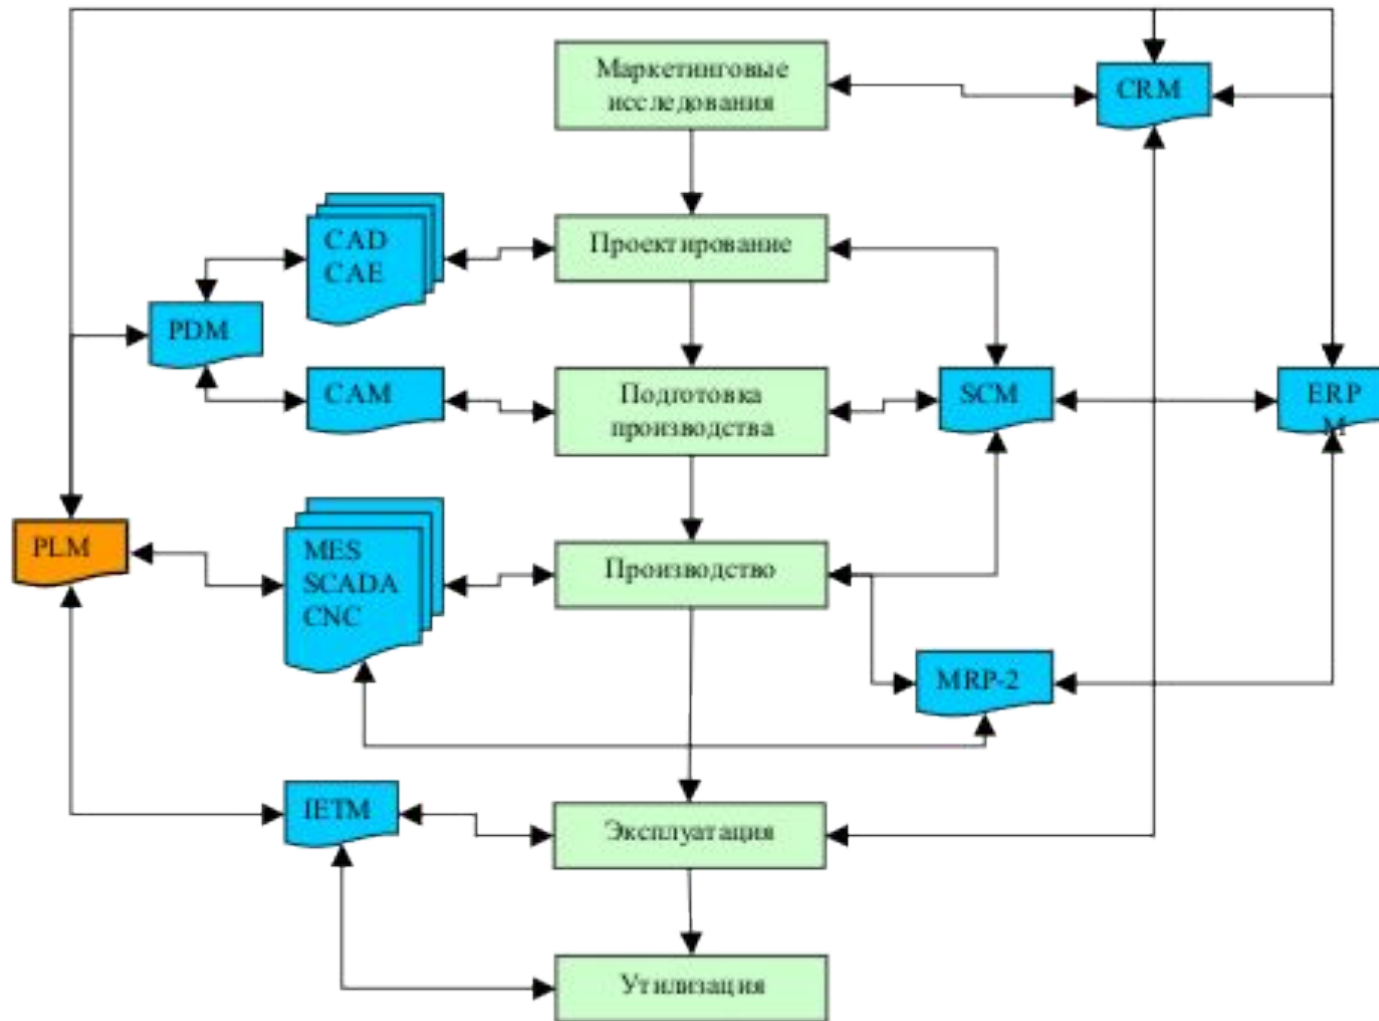 Маркетинговые
исследования
CRM
CAD
CAE
Проектирование
PDM
CAM
Подготовка
производства
SCM
ERP
M
PLM
MES
SCADA
CNC
Производство
MRP-2
IETM
Эксплуатация
Утилизация